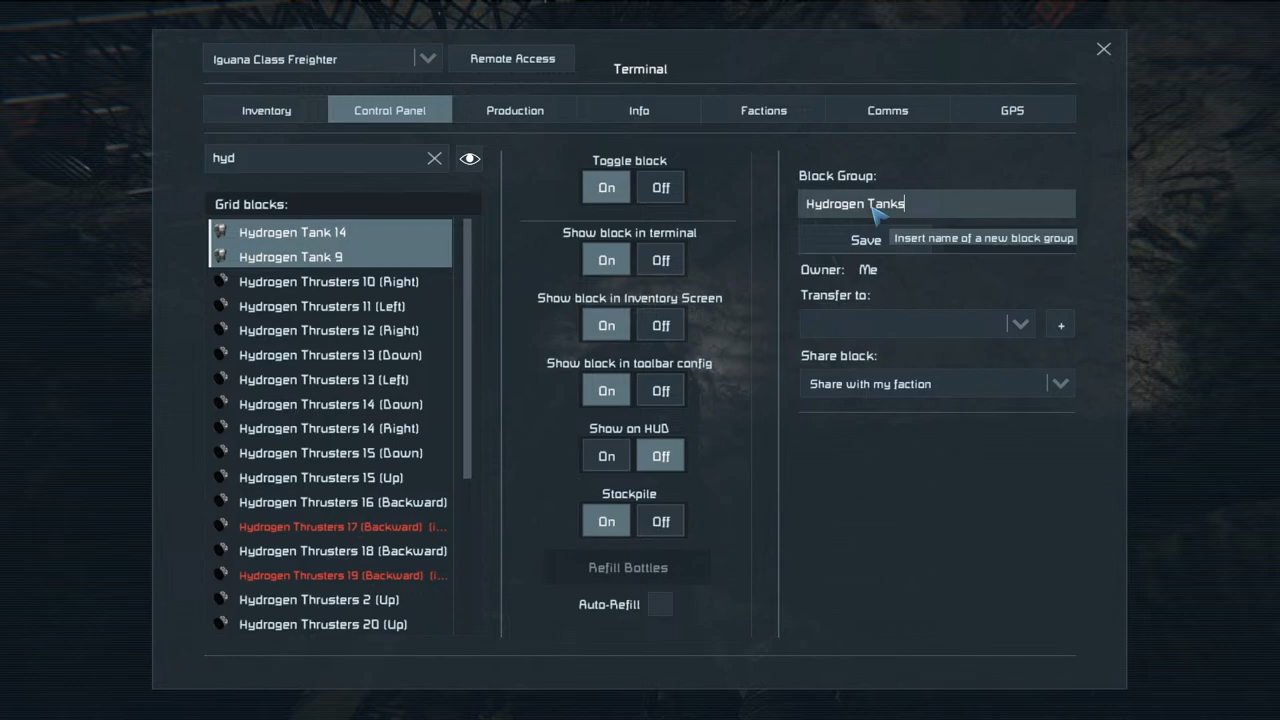 Iguana Class Freighter
Remote Access
Terminal
Inventory
Control Panel
Production
Info
Factions
Comms
GPS
hyd
Grid blocks:
Hydrogen Tank 14
Hydrogen Tank 9
Hydrogen Thrusters 10 (Right)
Hydrogen Thrusters 11 (Left)
Hydrogen Thrusters 12 (Right)
Hydrogen Thrusters 13 (Down)
Hydrogen Thrusters 13 (Left)
Hydrogen Thrusters 14 (Down)
Hydrogen Thrusters 14 (Right)
Hydrogen Thrusters 15 (Down)
Hydrogen Thrusters 15 (Up)
Hydrogen Thrusters 16 (Backward)
Hydrogen Thrusters 17 (Backward) (i...
Hydrogen Thrusters 18 (Backward)
Hydrogen Thrusters 19 (Backward) (i...
Hydrogen Thrusters 2 (Up)
Hydrogen Thrusters 20 (Up)
Toggle block
On Off
Show block in terminal
On Off
Show block in Inventory Screen
On Off
Show block in toolbar config
On Off
Show on HUD
On Off
Stockpile
On Off
Refill Bottles
Auto-Refill
Block Group:
Hydrogen Tanks
Save
Insert name of a new block group
Owner: Me
Transfer to:
+
Share block:
Share with my faction